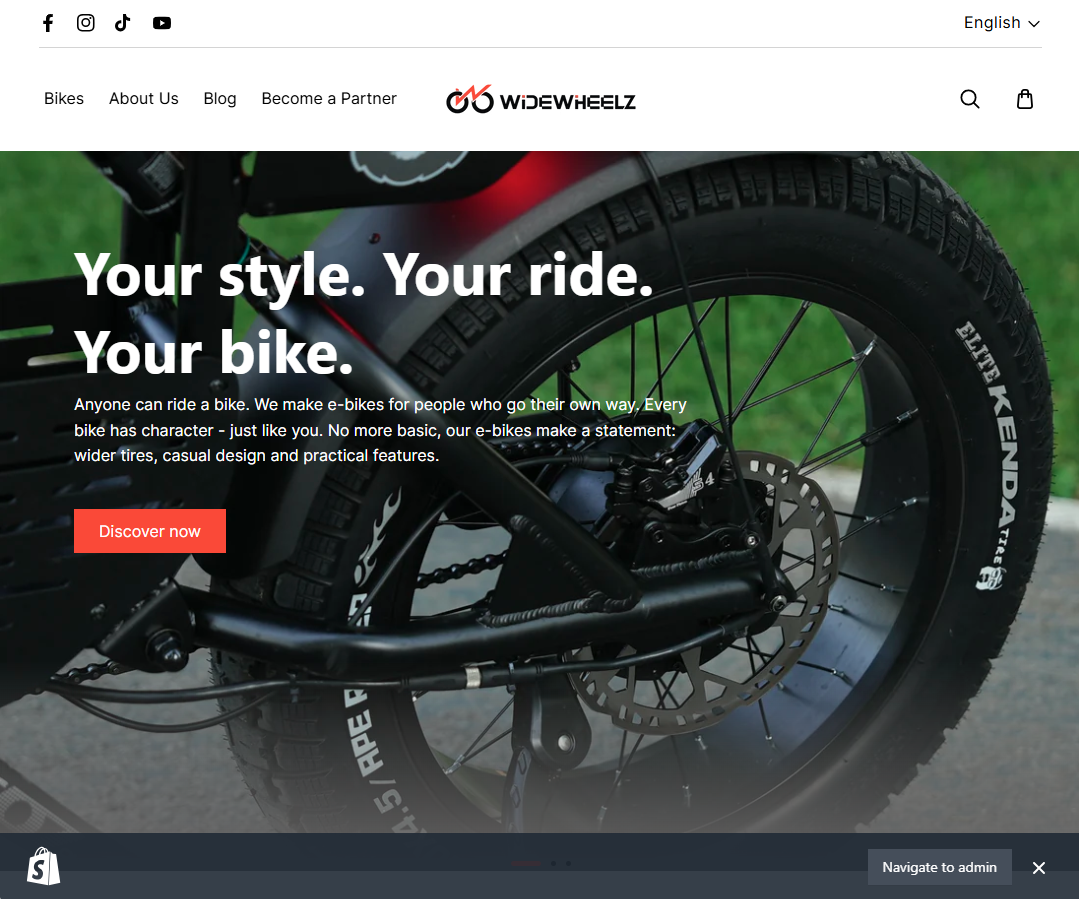 English
Bikes About Us Blog Become a Partner WIDEWHEELZ
Your style. Your ride.
Your bike.
Anyone can ride a bike. We make e-bikes for people who go their own way. Every
bike has character - just like you. No more basic, our e-bikes make a statement:
wider tires, casual design and practical features.
Discover now
ELITE KENDA TIRE
S4
Navigate to admin